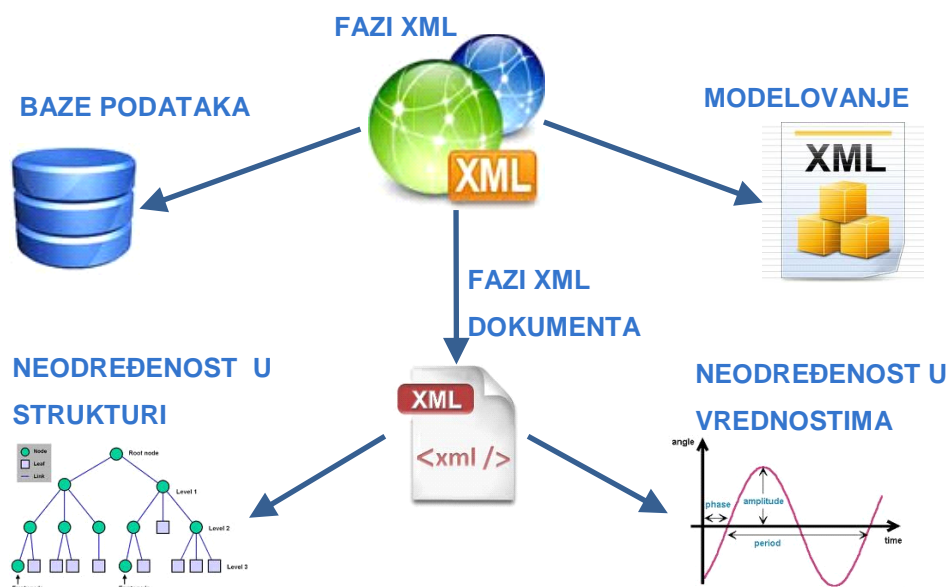 FAZI XML
BAZE PODATAKA
MODELOVANJE
XML
XML
FAZI XML
DOKUMENTA
NEODREĐENOST U
STRUKTURI
NEODREĐENOST U
VREDNOSTIMA
XML
<xml />
Node
Leaf
Link
Root node
Level 1
Level 2
Level 3
angle
phase
amplitude
period
time